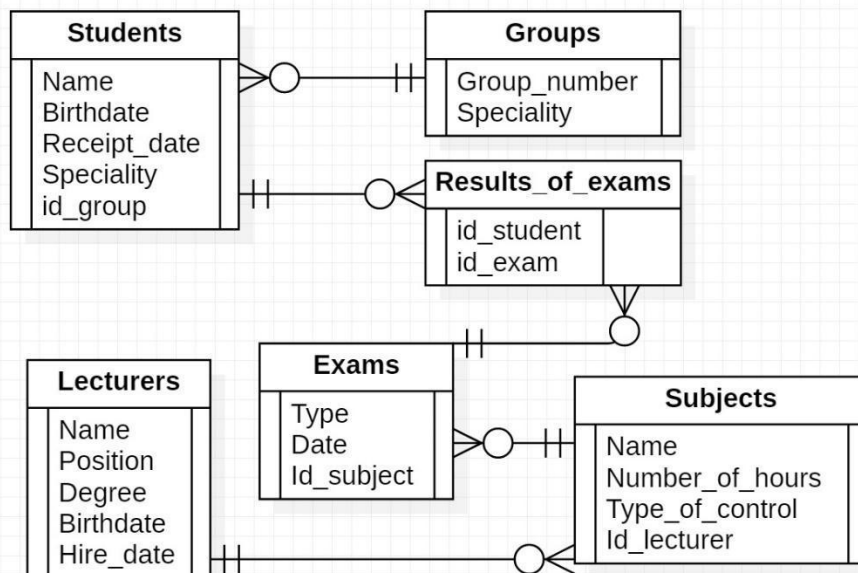 Students
Name
Birthdate
Receipt_date
Speciality
id_group
Groups
Group_number
Speciality
Results_of_exams
id_student
id_exam
Exams
Type
Date
Id_subject
Lecturers
Name
Position
Degree
Birthdate
Hire_date
Subjects
Name
Number_of_hours
Type_of_control
Id_lecturer